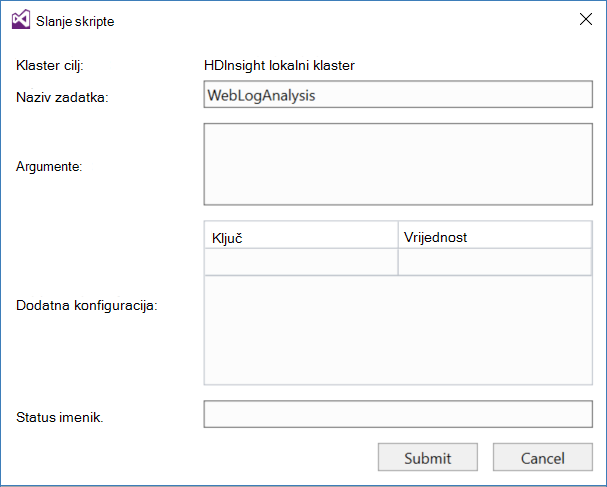 Slanje skripte
Klaster cilj: HDInsight lokalni klaster
Naziv zadatka: WebLogAnalysis
Argumente:
Ključ Vrijednost
Dodatna konfiguracija:
Status imenik.
Submit Cancel